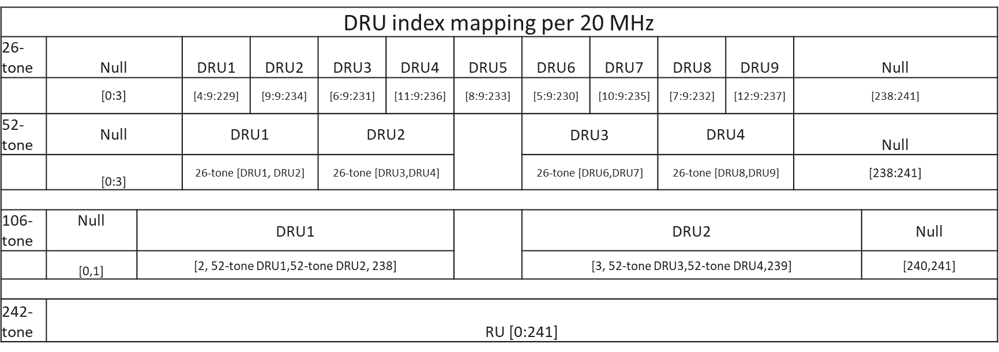 DRU index mapping per 20 MHz
26-
tone Null DRU1 DRU2 DRU3 DRU4 DRU5 DRU6 DRU7 DRU8 DRU9 Null
[0:3] [4:9:229] [9:9:234] [6:9:231] [11:9:236] [8:9:233] [5:9:230] [10:9:235] [7:9:232] [12:9:237] [238:241]
52-
tone Null DRU1 DRU2 DRU3 DRU4 Null
[0:3] 26-tone [DRU1, DRU2] 26-tone [DRU3,DRU4] 26-tone [DRU6,DRU7] 26-tone [DRU8,DRU9] [238:241]
106-
tone Null DRU1 DRU2 Null
[0,1] [2, 52-tone DRU1,52-tone DRU2, 238] [3, 52-tone DRU3,52-tone DRU4,239] [240,241]
242-
tone RU [0:241]